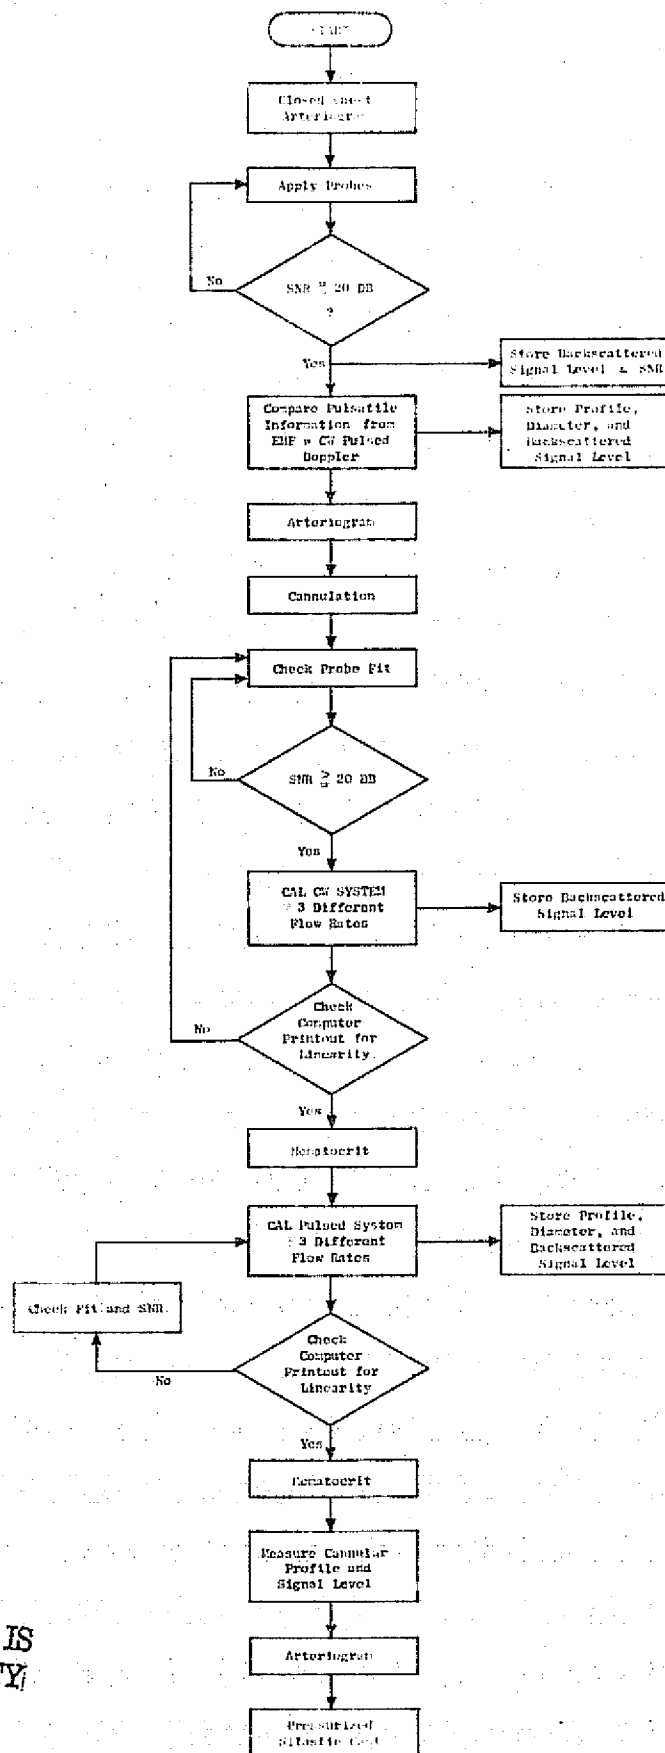 START
Closed Chest
Arteriogram
Apply Probes
No
SNR ≥ 20 DB
?
Yes
Store Backscattered
Signal Level & SNR
Compare Pulsatile
Information from
EMF CW Pulsed
Doppler
Store Profile,
Diameter, and
Backscattered
Signal Level
Arteriogram
Cannulation
Check Probe Fit
No
SNR ≥ 20 DB
Yes
CAL CW SYSTEM
3 Different
Flow Rates
Store Backscattered
Signal Level
No
Check
Computer
Printout for
Linearity
Yes
Hematocrit
CAL Pulsed System
3 Different
Flow Rates
Store Profile,
Diameter, and
Backscattered
Signal Level
Check Fit and SNR
No
Check
Computer
Printout for
Linearity
Yes
Hematocrit
Measure Cannular
Profile and
Signal Level
IS
Arteriogram
Pressurized
Silastic